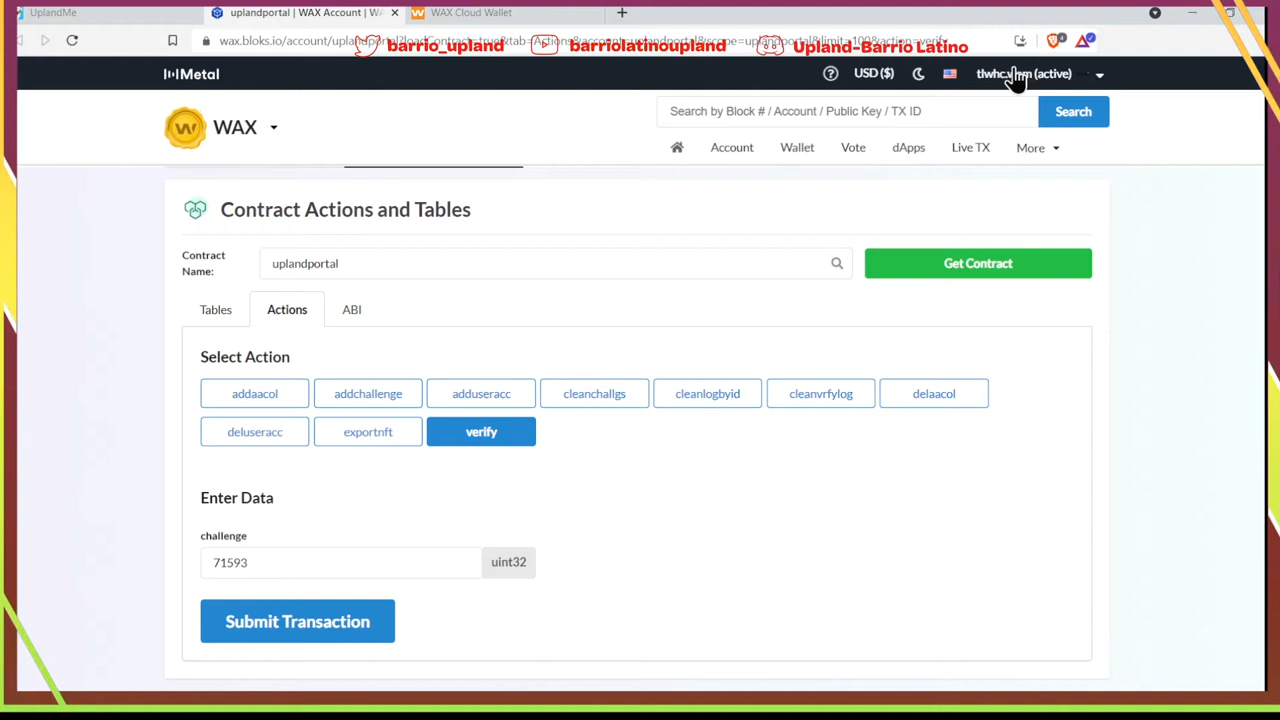 UplandMe
uplandportal | WAX Account | W
WAX Cloud Wallet
barrio_upland
barriolatinoupland
Upland-Barrio Latino
Metal
USD ($)
(active)
WAX
Search by Block # / Account / Public Key / TX ID
Search
Account
Wallet
Vote
dApps
Live TX
More
Contract Actions and Tables
Contract
Name:
uplandportal
Get Contract
Tables
Actions
ABI
Select Action
addaacol
addchallenge
adduseracc
cleanchallgs
cleanlogbyid
cleanvrfylog
delaacol
deluseracc
exportnft
verify
Enter Data
challenge
71593
uint32
Submit Transaction